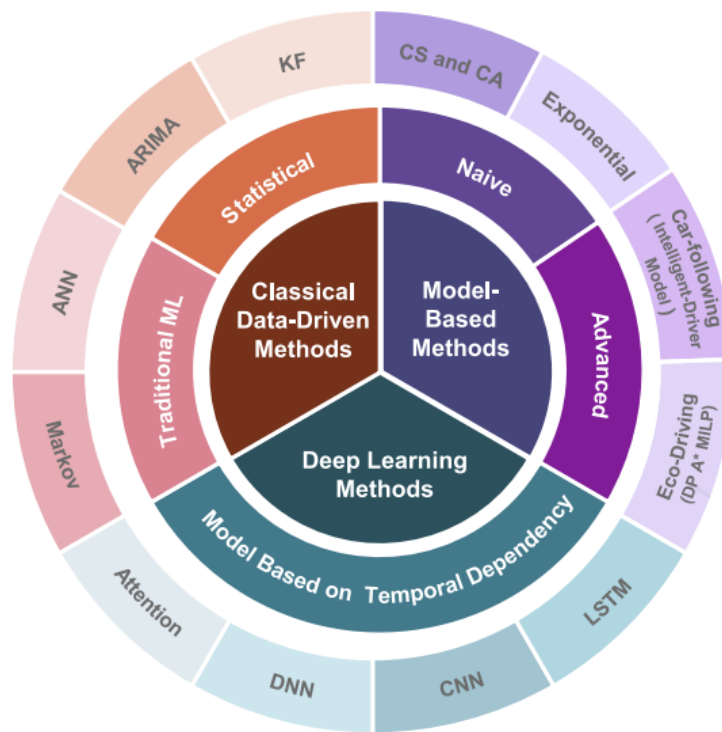 KF
CS and CA
ARIMA
Exponential
Statistical
Naive
ANN
Car-following
( Intelligent-Driver
Model )
Traditional ML
Classical
Data-Driven
Methods
Model-
Based
Methods
Advanced
Markov
Eco-Driving
(DP A* MILP)
Deep Learning
Methods
Model Based on Temporal Dependency
Attention
LSTM
DNN
CNN